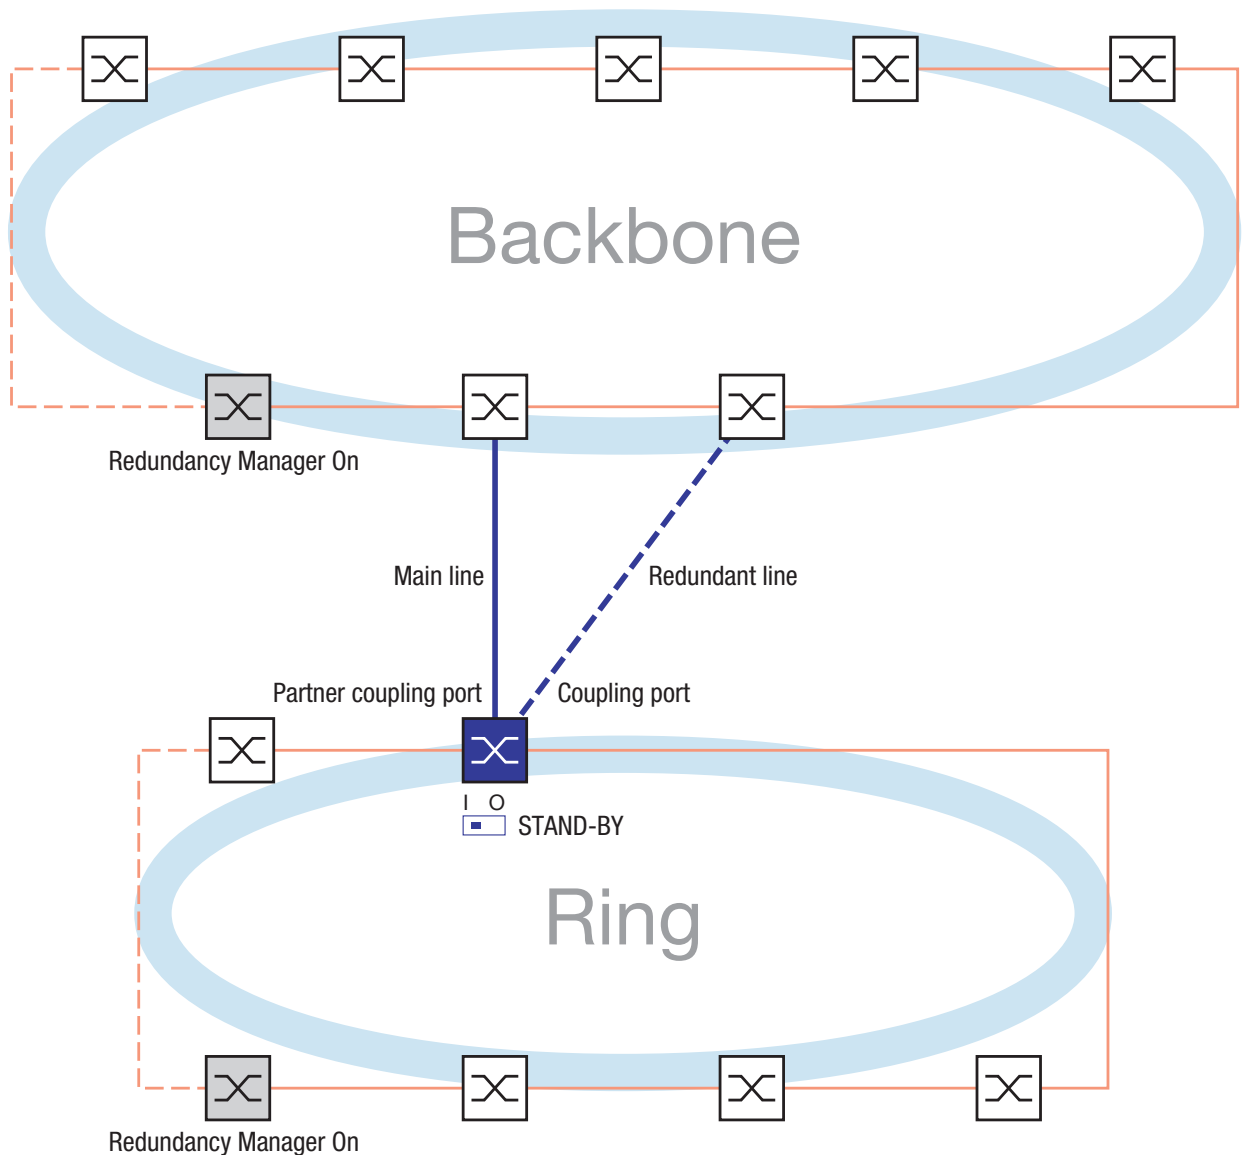 Backbone
Redundancy Manager On
Main line
Redundant line
Partner coupling port
Coupling port
I O
STAND-BY
Ring
Redundancy Manager On